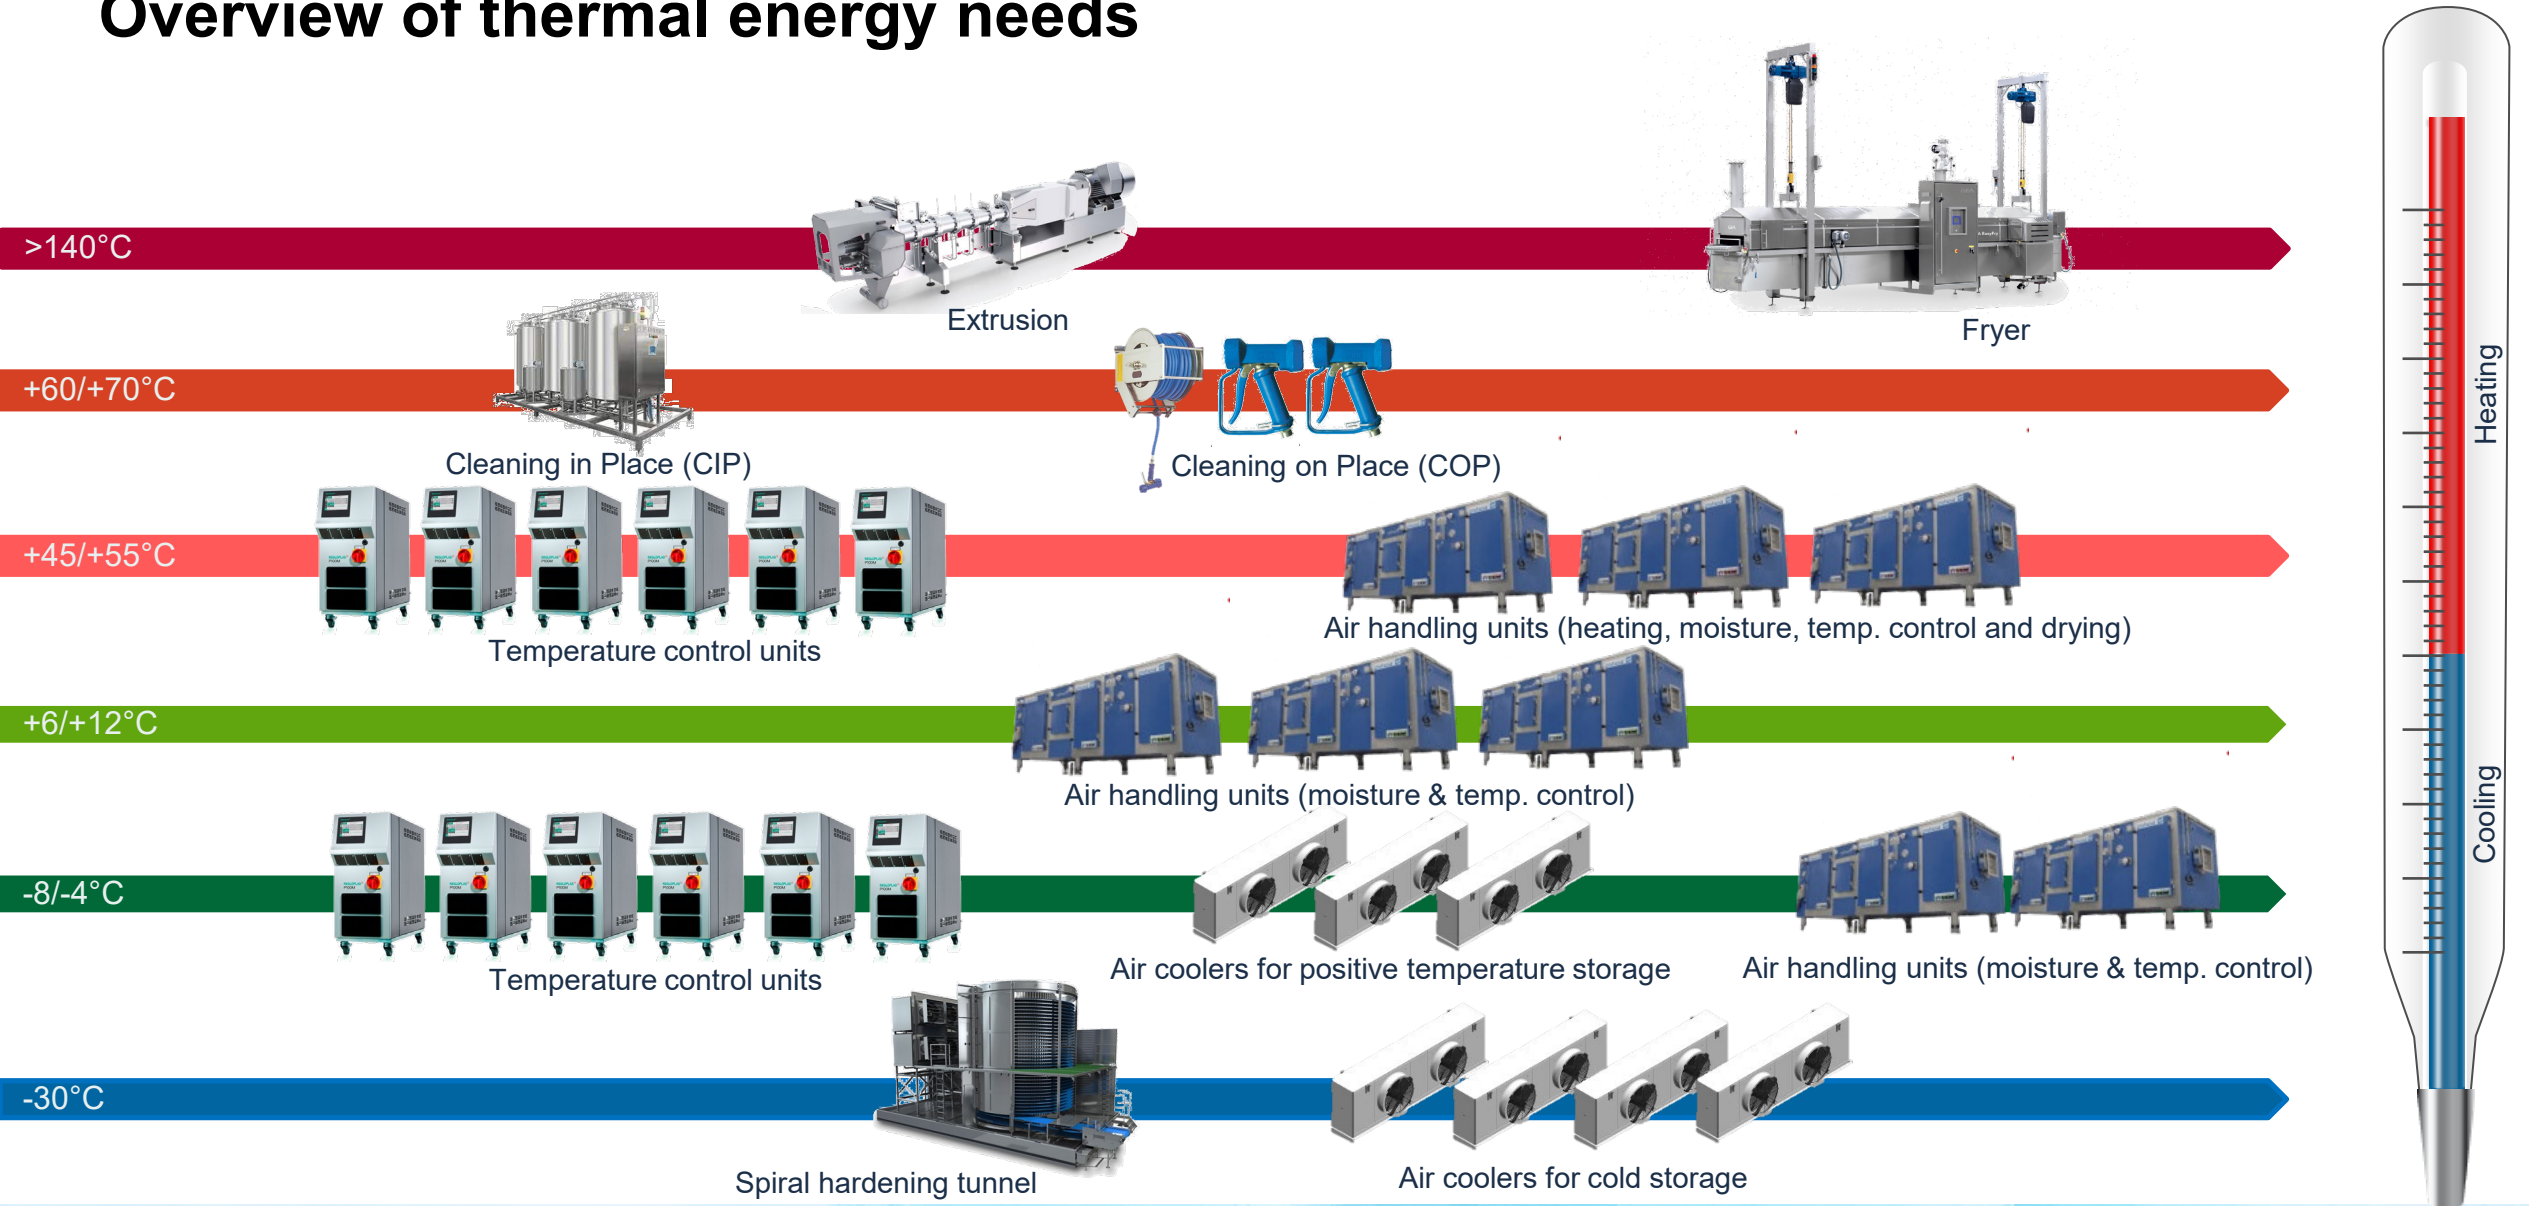 Overview of thermal energy needs
>140°C
Extrusion
Fryer
+60/+70°C
Cleaning in Place (CIP)
Cleaning on Place (COP)
+45/+55°C
Temperature control units
Air handling units (heating, moisture, temp. control and drying)
+6/+12°C
Air handling units (moisture & temp. control)
-8/-4°C
Temperature control units
Air coolers for positive temperature storage
Air handling units (moisture & temp. control)
-30°C
Spiral hardening tunnel
Air coolers for cold storage
Heating
Cooling